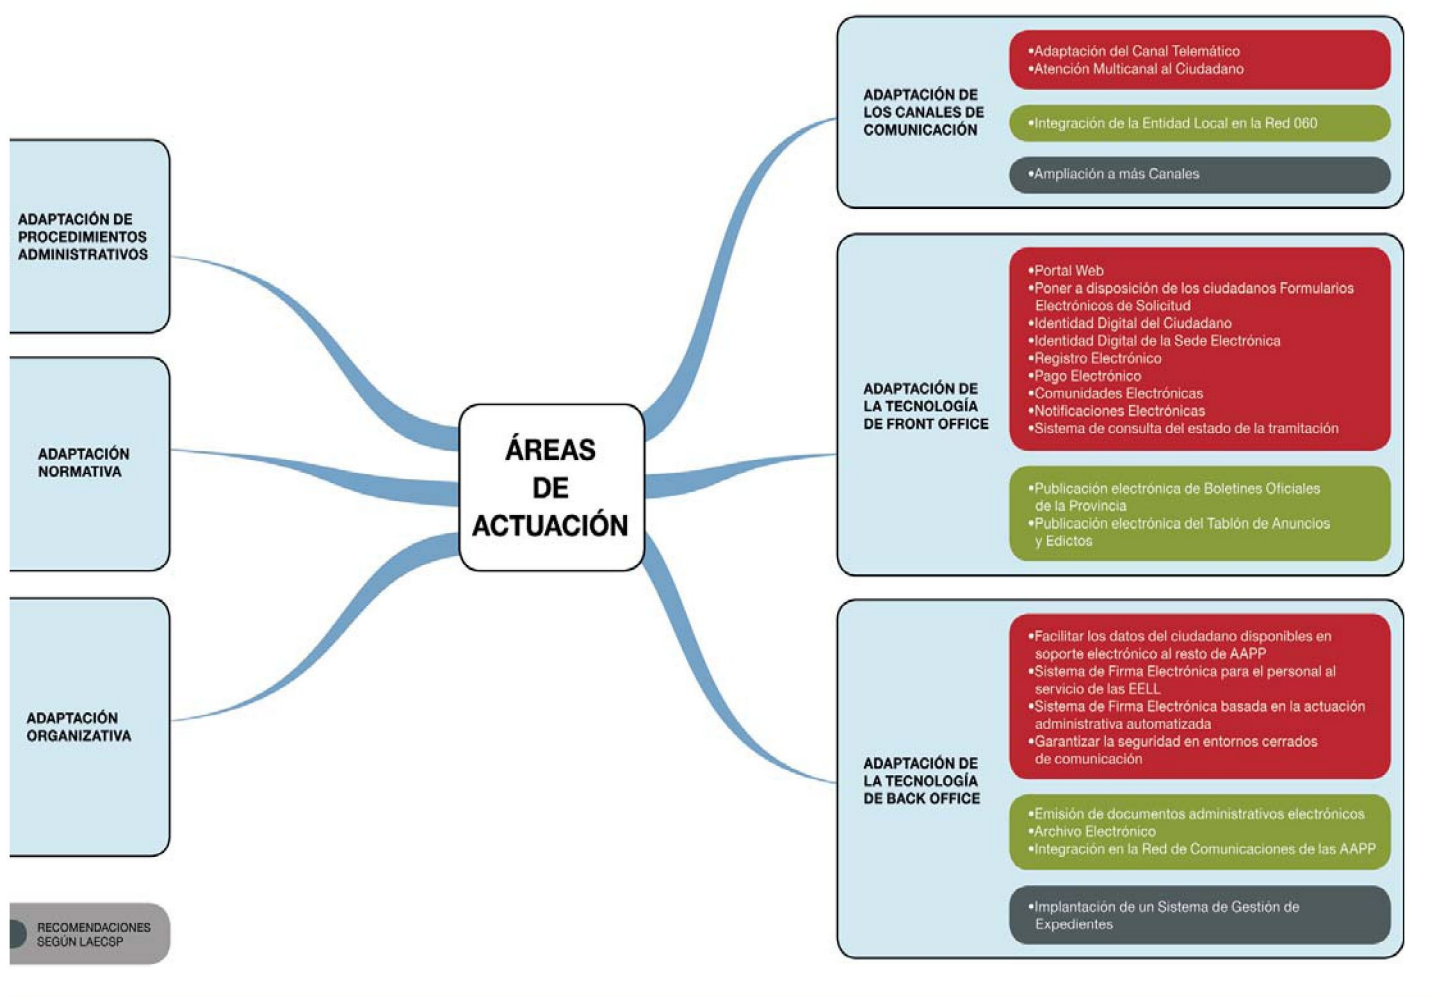 ADAPTACIÓN DE
PROCEDIMIENTOS
ADMINISTRATIVOS
ADAPTACIÓN
NORMATIVA
ADAPTACIÓN
ORGANIZATIVA
RECOMENDACIONES
SEGÚN LAECSP
ÁREAS
DE
ACTUACIÓN
ADAPTACIÓN DE
LOS CANALES DE
COMUNICACIÓN
•Adaptación del Canal Telemático
•Atención Multicanal al Ciudadano
•Integración de la Entidad Local en la Red 060
•Ampliación a más Canales
ADAPTACIÓN DE
LA TECNOLOGÍA
DE FRONT OFFICE
•Portal Web
•Poner a disposición de los ciudadanos Formularios
Electrónicos de Solicitud
•Identidad Digital del Ciudadano
•Identidad Digital de la Sede Electrónica
•Registro Electrónico
•Pago Electrónico
•Comunidades Electrónicas
•Notificaciones Electrónicas
•Sistema de consulta del estado de la tramitación
•Publicación electrónica de Boletines Oficiales
de la Provincia
•Publicación electrónica del Tablón de Anuncios
y Edictos
ADAPTACIÓN DE
LA TECNOLOGÍA
DE BACK OFFICE
•Facilitar los datos del ciudadano disponibles en
soporte electrónico al resto de AAPP
•Sistema de Firma Electrónica para el personal al
servicio de las EELL
•Sistema de Firma Electrónica basada en la actuación
administrativa automatizada
•Garantizar la seguridad en entornos cerrados
de comunicación
•Emisión de documentos administrativos electrónicos
•Archivo Electrónico
•Integración en la Red de Comunicaciones de las AAPP
•Implantación de un Sistema de Gestión de
Expedientes